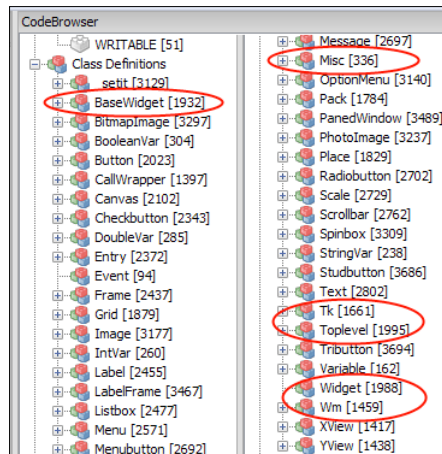 CodeBrowser
WRITABLE [51]
Class Definitions
_setit [3129]
BaseWidget [1932]
BitmapImage [3297]
BooleanVar [304]
Button [2023]
CallWrapper [1397]
Canvas [2102]
Checkbutton [2343]
DoubleVar [285]
Entry [2372]
Event [94]
Frame [2437]
Grid [1879]
Image [3177]
IntVar [260]
Label [2455]
LabelFrame [3467]
Listbox [2477]
Menu [2571]
Menubutton [2692]
Message [2697]
Misc [336]
OptionMenu [3140]
Pack [1784]
PanedWindow [3489]
PhotoImage [3237]
Place [1829]
Radiobutton [2702]
Scale [2729]
Scrollbar [2762]
Spinbox [3309]
StringVar [238]
Studbutton [3686]
Text [2802]
Tk [1661]
Toplevel [1995]
Tributton [3694]
Variable [162]
Widget [1988]
Wm [1459]
XView [1417]
YView [1438]